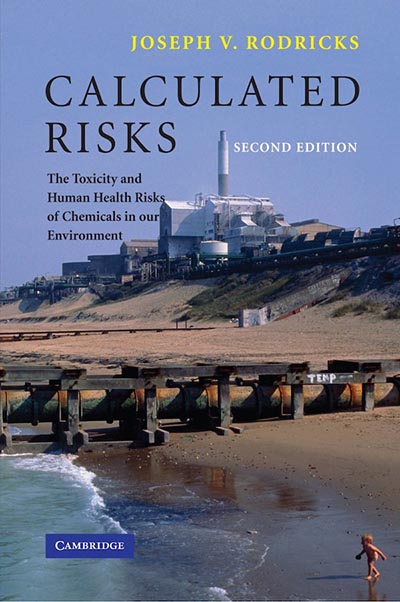 JOSEPH V. RODRICKS
CALCULATED
RISKS
SECOND EDITION
The Toxicity and
Human Health Risks
of Chemicals in our
Environment
TEMP
CAMBRIDGE